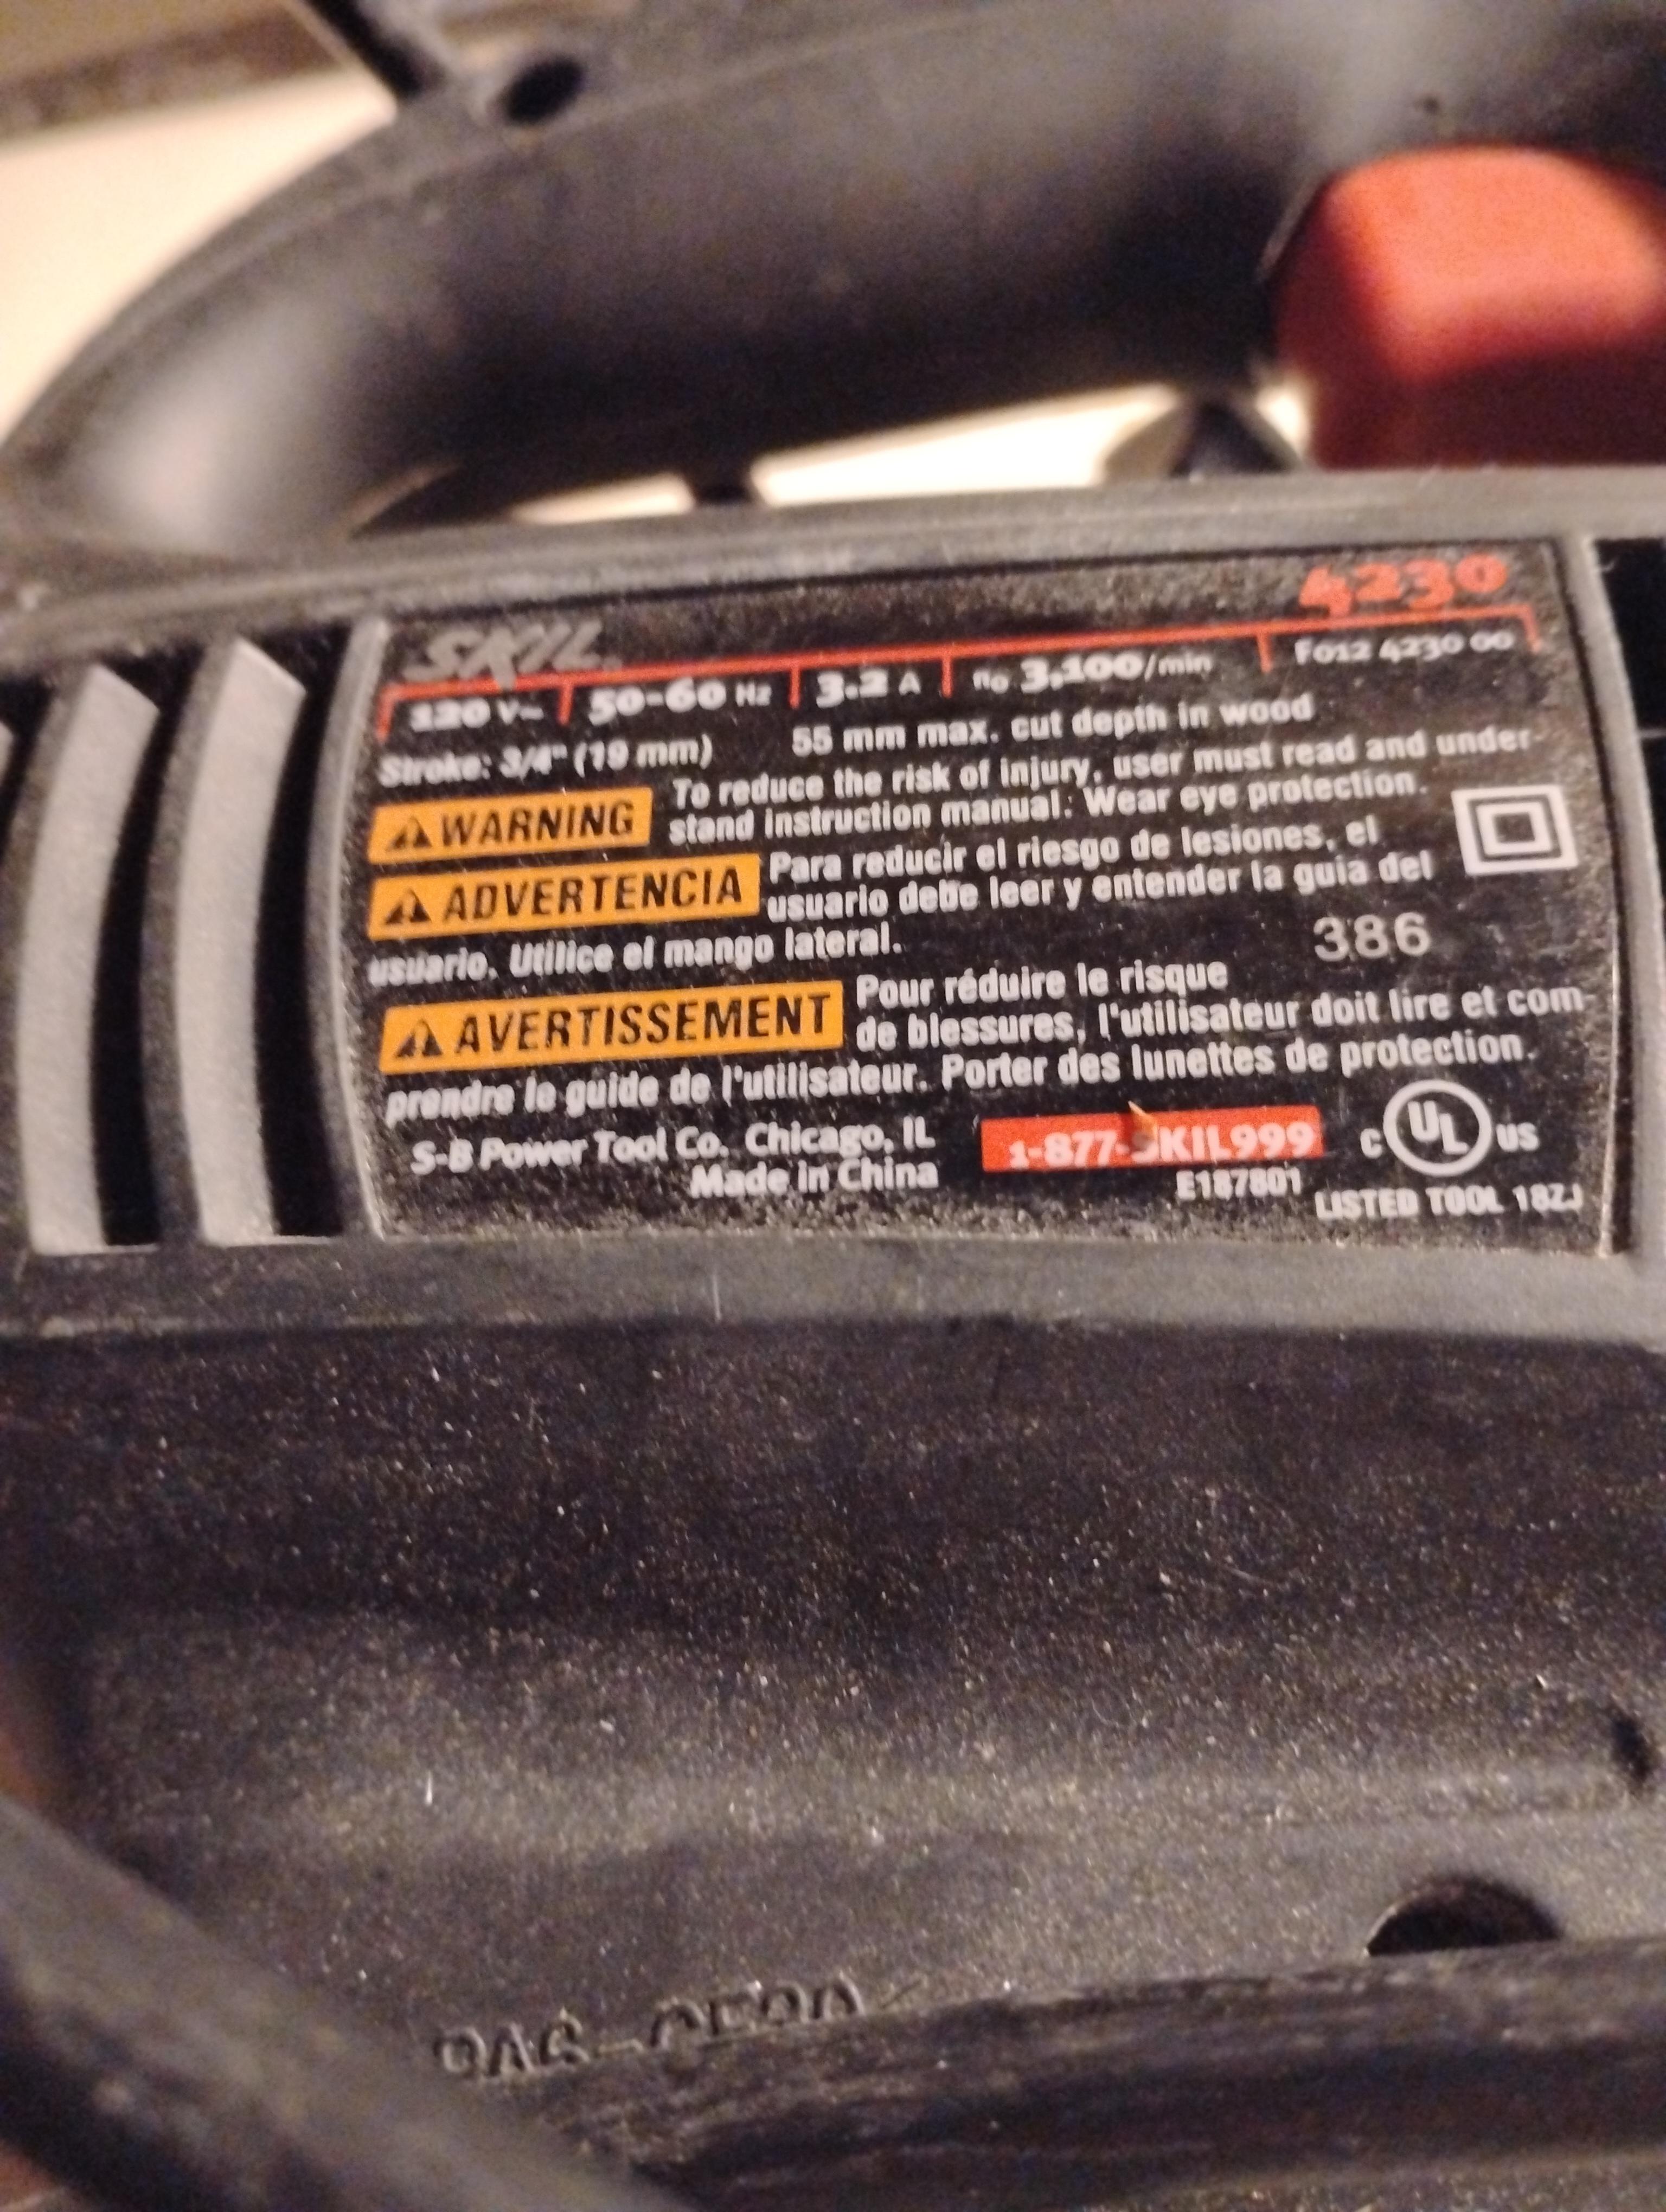 4230
SKIL
120 V~ 50-60 Hz 3.2 A n₀ 3,100/min F012 4230 00
Stroke: 3/4" (19 mm) 55 mm max. cut depth in wood
WARNING To reduce the risk of injury, user must read and under-
stand instruction manual. Wear eye protection.
ADVERTENCIA Para reducir el riesgo de lesiones, el
usuario debe leer y entender la guia del
usuario. Utilice el mango lateral.
386
AVERTISSEMENT Pour réduire le risque
de blessures, l'utilisateur doit lire et com-
prendre le guide de l'utilisateur. Porter des lunettes de protection.
S-B Power Tool Co. Chicago, IL
Made in China
1-877-SKIL999
E187801
C UL US
LISTED TOOL 18ZJ